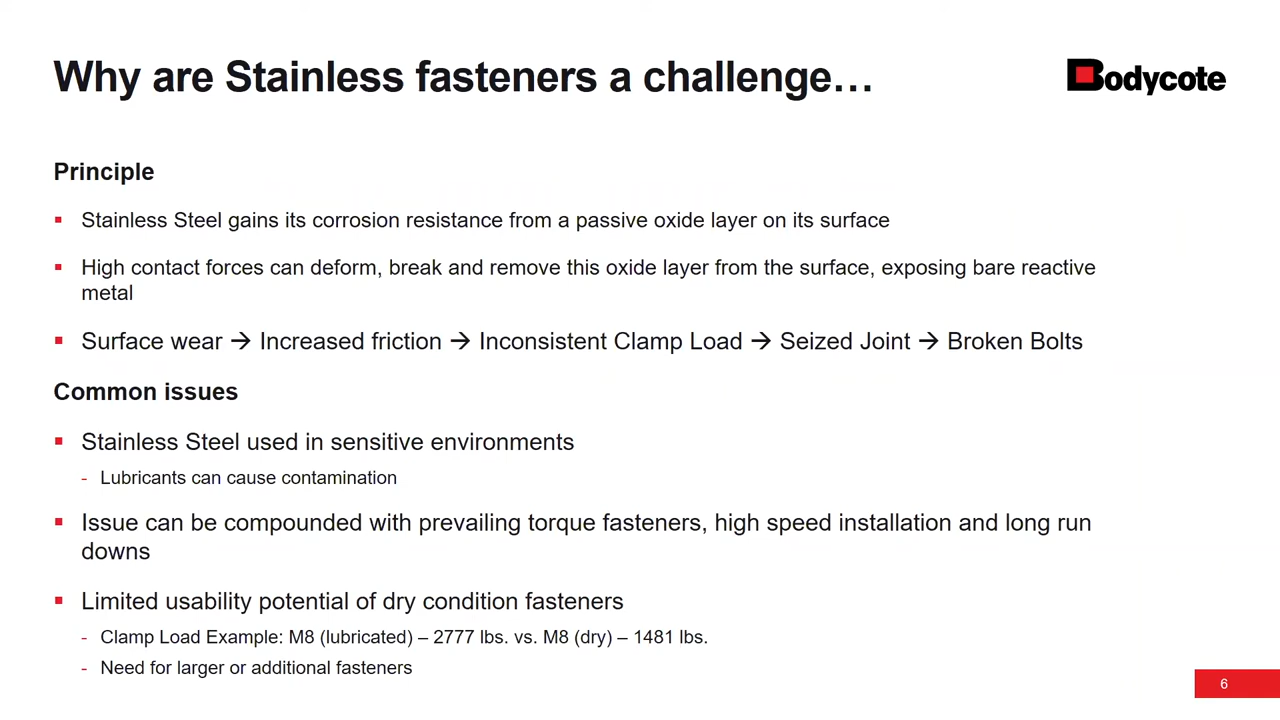 Why are Stainless fasteners a challenge…
Bodycote
Principle
▪ Stainless Steel gains its corrosion resistance from a passive oxide layer on its surface
▪ High contact forces can deform, break and remove this oxide layer from the surface, exposing bare reactive
metal
▪ Surface wear → Increased friction → Inconsistent Clamp Load → Seized Joint → Broken Bolts
Common issues
▪ Stainless Steel used in sensitive environments
- Lubricants can cause contamination
▪ Issue can be compounded with prevailing torque fasteners, high speed installation and long run
downs
▪ Limited usability potential of dry condition fasteners
- Clamp Load Example: M8 (lubricated) – 2777 lbs. vs. M8 (dry) – 1481 lbs.
- Need for larger or additional fasteners
6